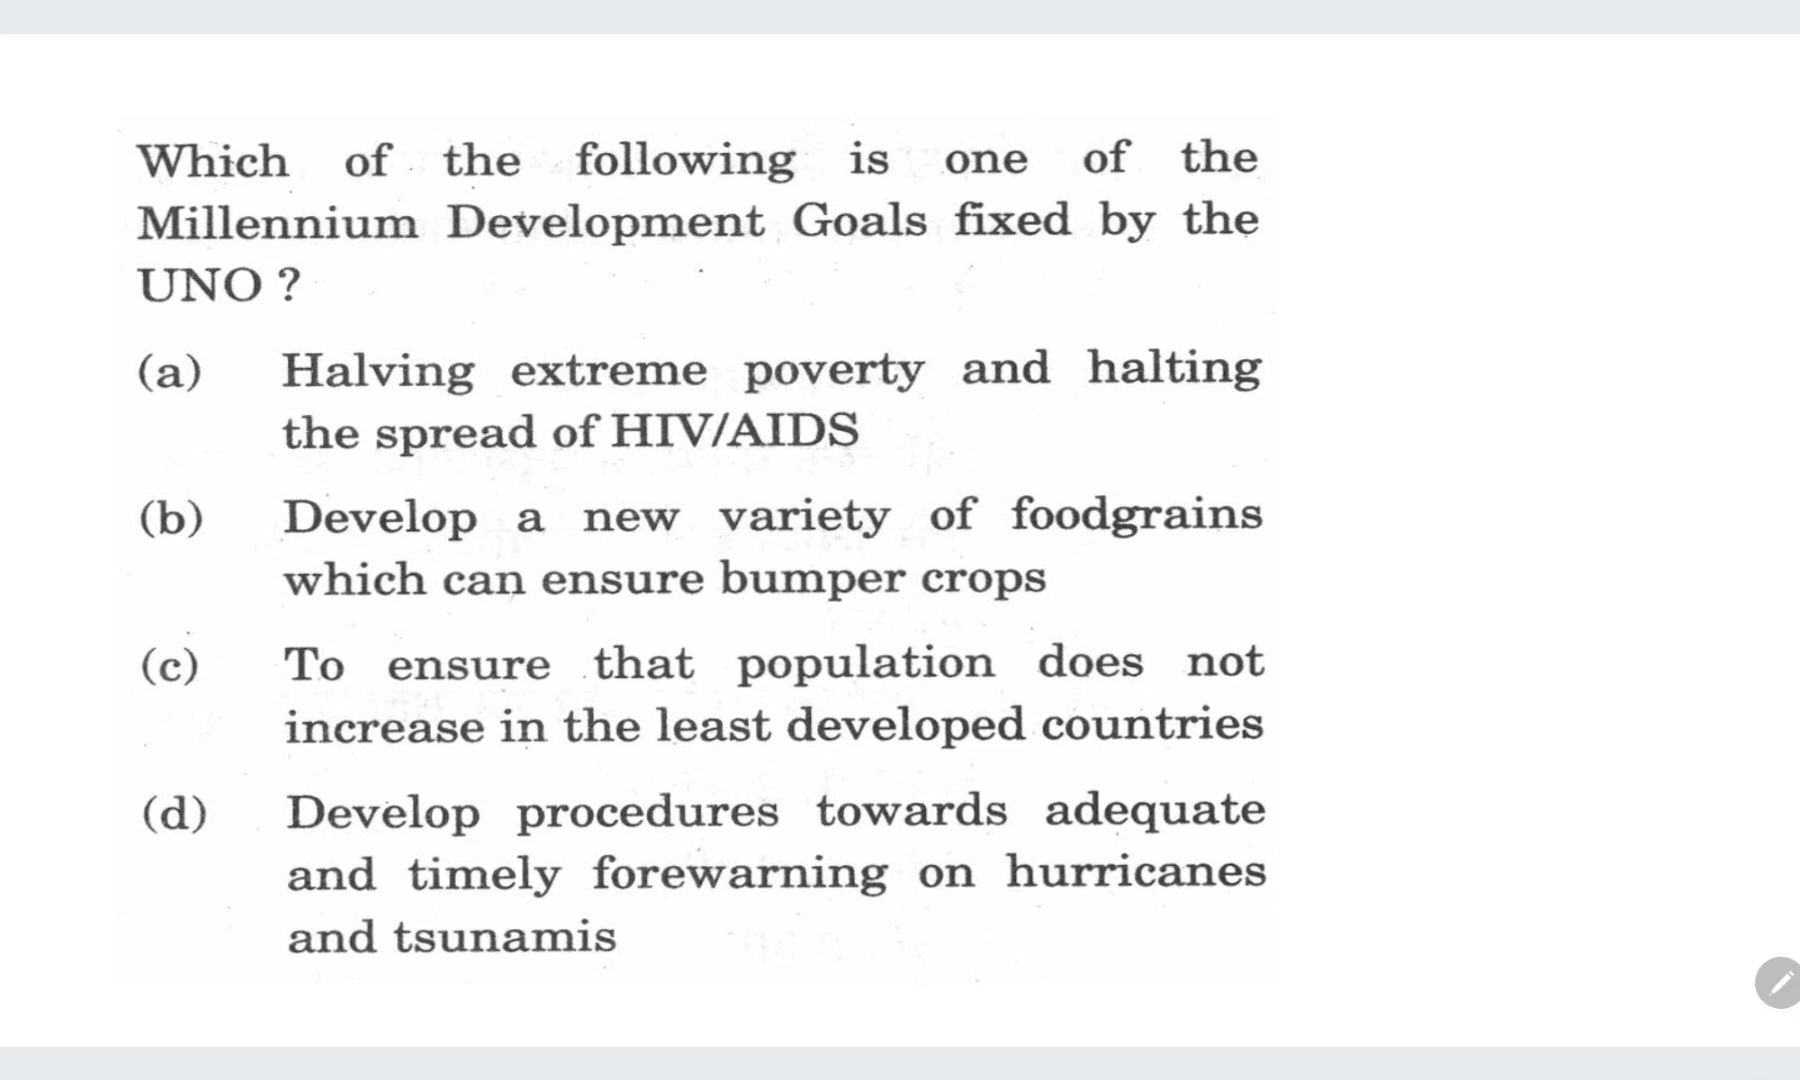 Which of the following is one of the
Millennium Development Goals fixed by the
UNO ?
(a) Halving extreme poverty and halting
the spread of HIV/AIDS
(b) Develop a new variety of foodgrains
which can ensure bumper crops
(c) To ensure that population does not
increase in the least developed countries
(d) Develop procedures towards adequate
and timely forewarning on hurricanes
and tsunamis